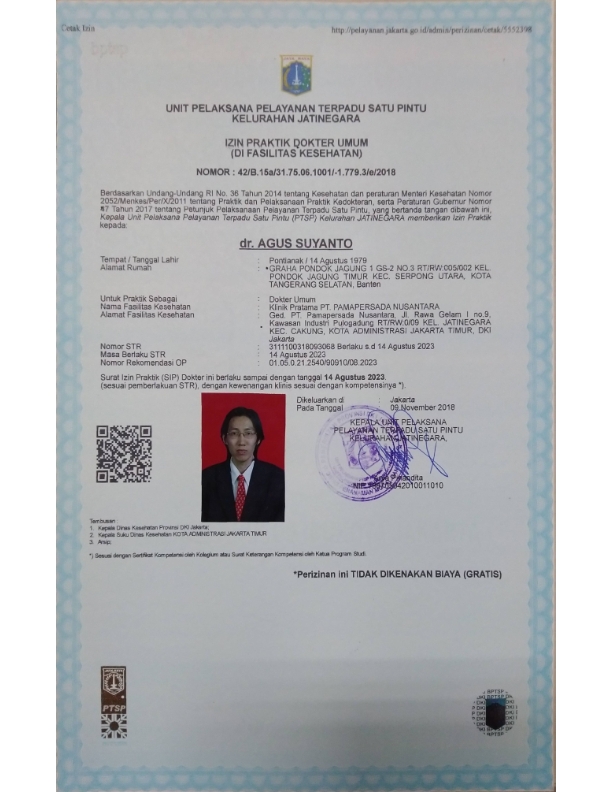 Cetak Izin
http://pelayanan.jakarta.go.id/admin/perizinan/cetak/5552398
UNIT PELAKSANA PELAYANAN TERPADU SATU PINTU
KELURAHAN JATINEGARA
IZIN PRAKTIK DOKTER UMUM
(DI FASILITAS KESEHATAN)
NOMOR : 42/B.15a/31.75.06.1001/-1.779.3/e/2018
Berdasarkan Undang-Undang RI No. 36 Tahun 2014 tentang Kesehatan dan peraturan Menteri Kesehatan Nomor
2052/Menkes/Per/X/2011 tentang Praktik dan Pelaksanaan Praktik Kedokteran, serta Peraturan Gubernur Nomor
47 Tahun 2017 tentang Petunjuk Pelaksanaan Pelayanan Terpadu Satu Pintu, yang bertanda tangan dibawah ini,
Kepala Unit Pelaksana Pelayanan Terpadu Satu Pintu (PTSP) Kelurahan JATINEGARA memberikan Izin Praktik
kepada:
dr. AGUS SUYANTO
Tempat / Tanggal Lahir : Pontianak / 14 Agustus 1979
Alamat Rumah : GRAHA PONDOK JAGUNG 1 GS-2 NO.3 RT/RW:005/002 KEL.
PONDOK JAGUNG TIMUR KEC. SERPONG UTARA, KOTA
TANGERANG SELATAN, Banten
Untuk Praktik Sebagai : Dokter Umum
Nama Fasilitas Kesehatan : Klinik Pratama PT. PAMAPERSADA NUSANTARA
Alamat Fasilitas Kesehatan : Ged. PT. Pamapersada Nusantara, Jl. Rawa Gelam I no.9,
Kawasan Industri Pulogadung RT/RW:0/09 KEL. JATINEGARA
KEC. CAKUNG, KOTA ADMINISTRASI JAKARTA TIMUR, DKI
Jakarta
Nomor STR : 3111100318093068 Berlaku s.d 14 Agustus 2023
Masa Berlaku STR : 14 Agustus 2023
Nomor Rekomendasi OP : 01.05.0.21.2540/90910/08.2023
Surat Izin Praktik (SIP) Dokter ini berlaku sampai dengan tanggal 14 Agustus 2023,
(sesuai pemberlakuan STR), dengan kewenangan klinis sesuai dengan kompetensinya *).
Dikeluarkan di : Jakarta
Pada Tanggal : 09 November 2018
KEPALA UNIT PELAKSANA
PELAYANAN TERPADU SATU PINTU
KELURAHAN JATINEGARA,
Tembusan :
1. Kepala Dinas Kesehatan Provinsi DKI Jakarta;
2. Kepala Suku Dinas Kesehatan KOTA ADMINISTRASI JAKARTA TIMUR
3. Arsip;
*) Sesuai dengan Sertifikat Kompetensi oleh Kolegium atau Surat Keterangan Kompetensi oleh Ketua Program Studi.
*Perizinan ini TIDAK DIKENAKAN BIAYA (GRATIS)
PTSP